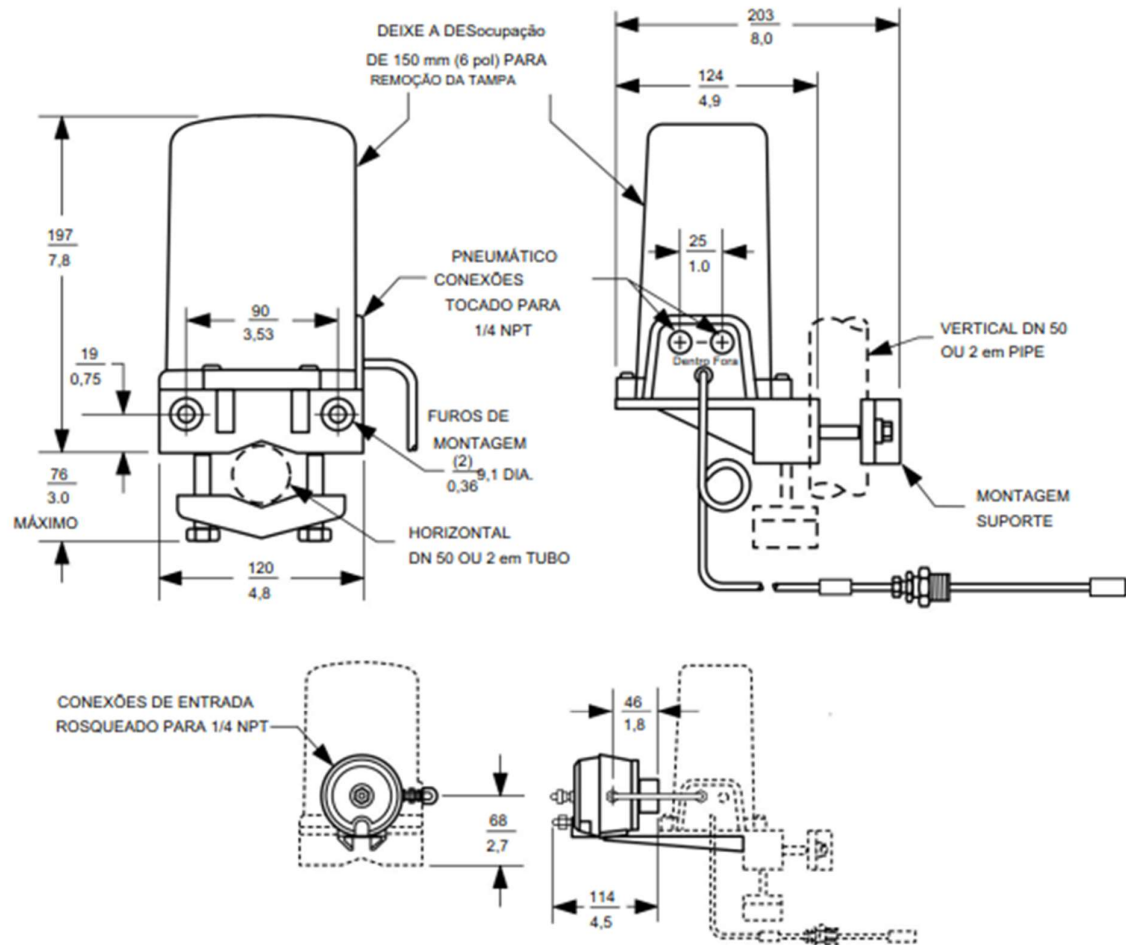 DEIXE A DESocupação
DE 150 mm (6 pol) PARA
REMOÇÃO DA TAMPA
203
8,0
124
4,9
197
7,8
90
3,53
19
0,75
PNEUMÁTICO
CONEXÕES
TOCADO PARA
1/4 NPT
25
1.0
Dentro Fora
VERTICAL DN 50
OU 2 em PIPE
FUROS DE
MONTAGEM
(2)
9,1 DIA.
0,36
76
3.0
MÁXIMO
HORIZONTAL
DN 50 OU 2 em TUBO
120
4,8
MONTAGEM
SUPORTE
CONEXÕES DE ENTRADA
ROSQUEADO PARA 1/4 NPT
46
1,8
68
2,7
114
4,5